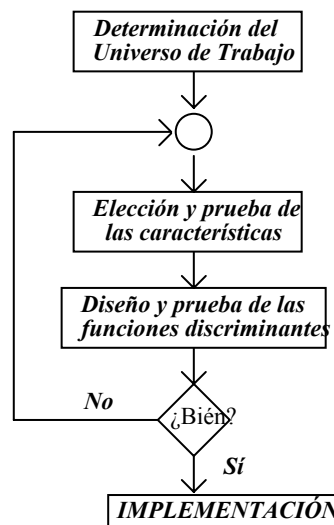 Determinación del
Universo de Trabajo
Elección y prueba de
las características
Diseño y prueba de las
funciones discriminantes
¿Bién?
No
Sí
IMPLEMENTACIÓN